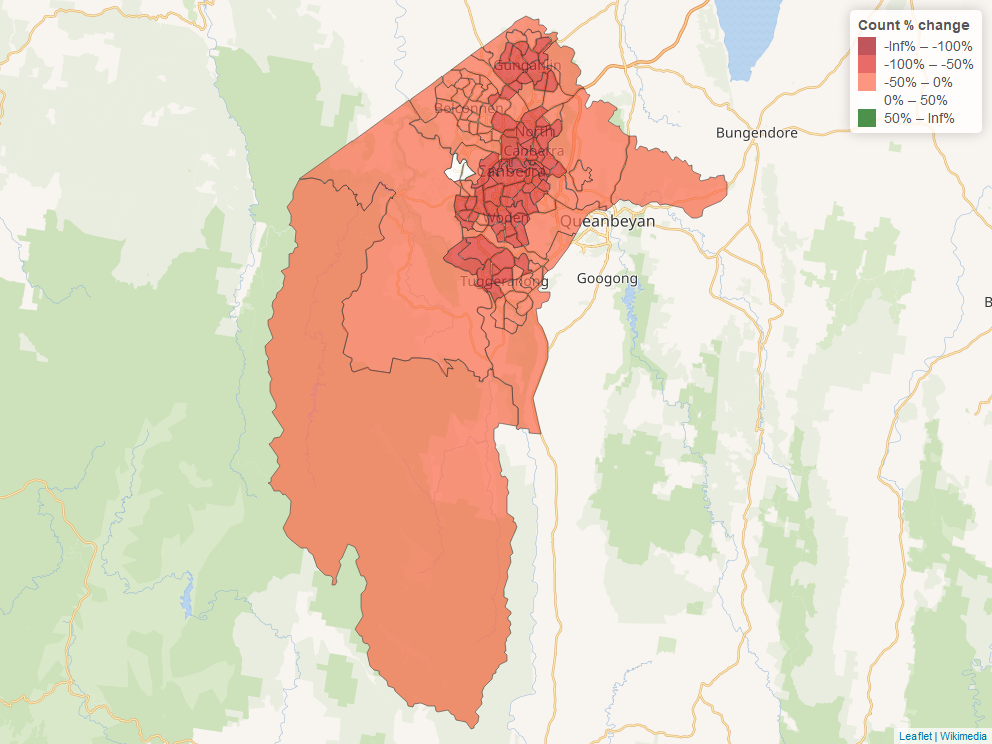 Count % change
-Inf% – -100%
-100% – -50%
-50% – 0%
0% – 50%
50% – Inf%
Gungahlin
Belconnen
North
Canberra
Bungendore
Canberra
Woden
Queanbeyan
Tuggeranong
Googong
B
Leaflet | Wikimedia